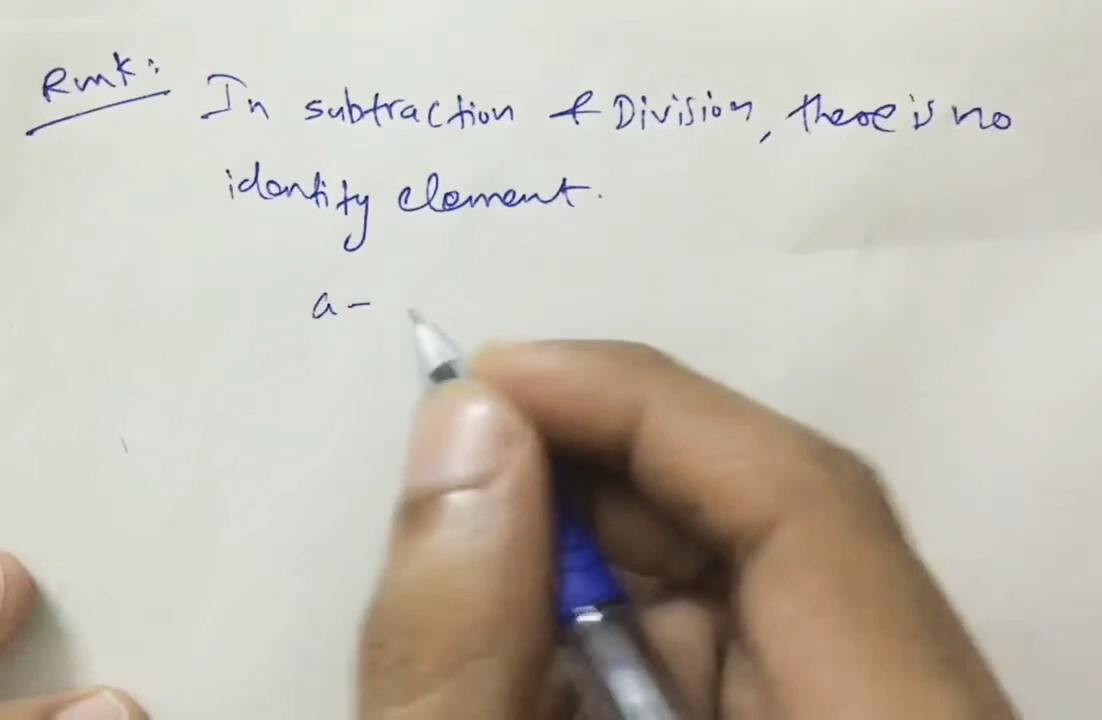 Rmk: In subtraction & Division, there is no
identity element.
a -